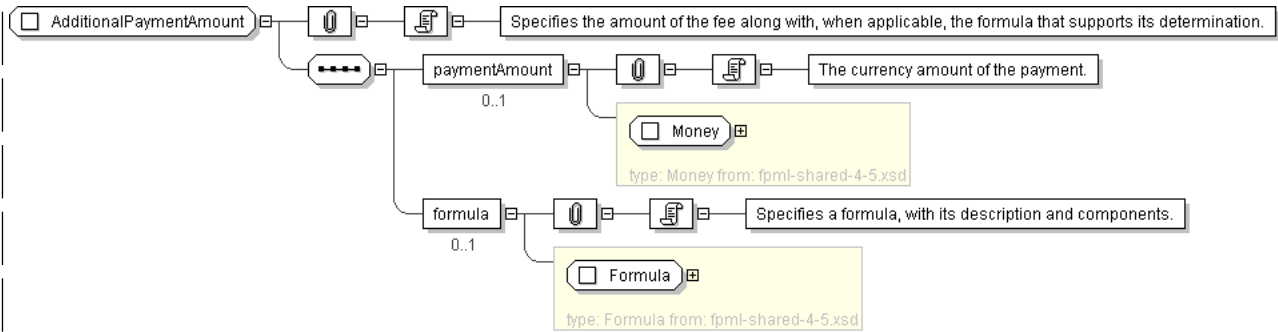 AdditionalPaymentAmount
Specifies the amount of the fee along with, when applicable, the formula that supports its determination.
paymentAmount
The currency amount of the payment.
0..1
Money
type: Money from: fpml-shared-4-5.xsd
formula
Specifies a formula, with its description and components.
0..1
Formula
type: Formula from: fpml-shared-4-5.xsd